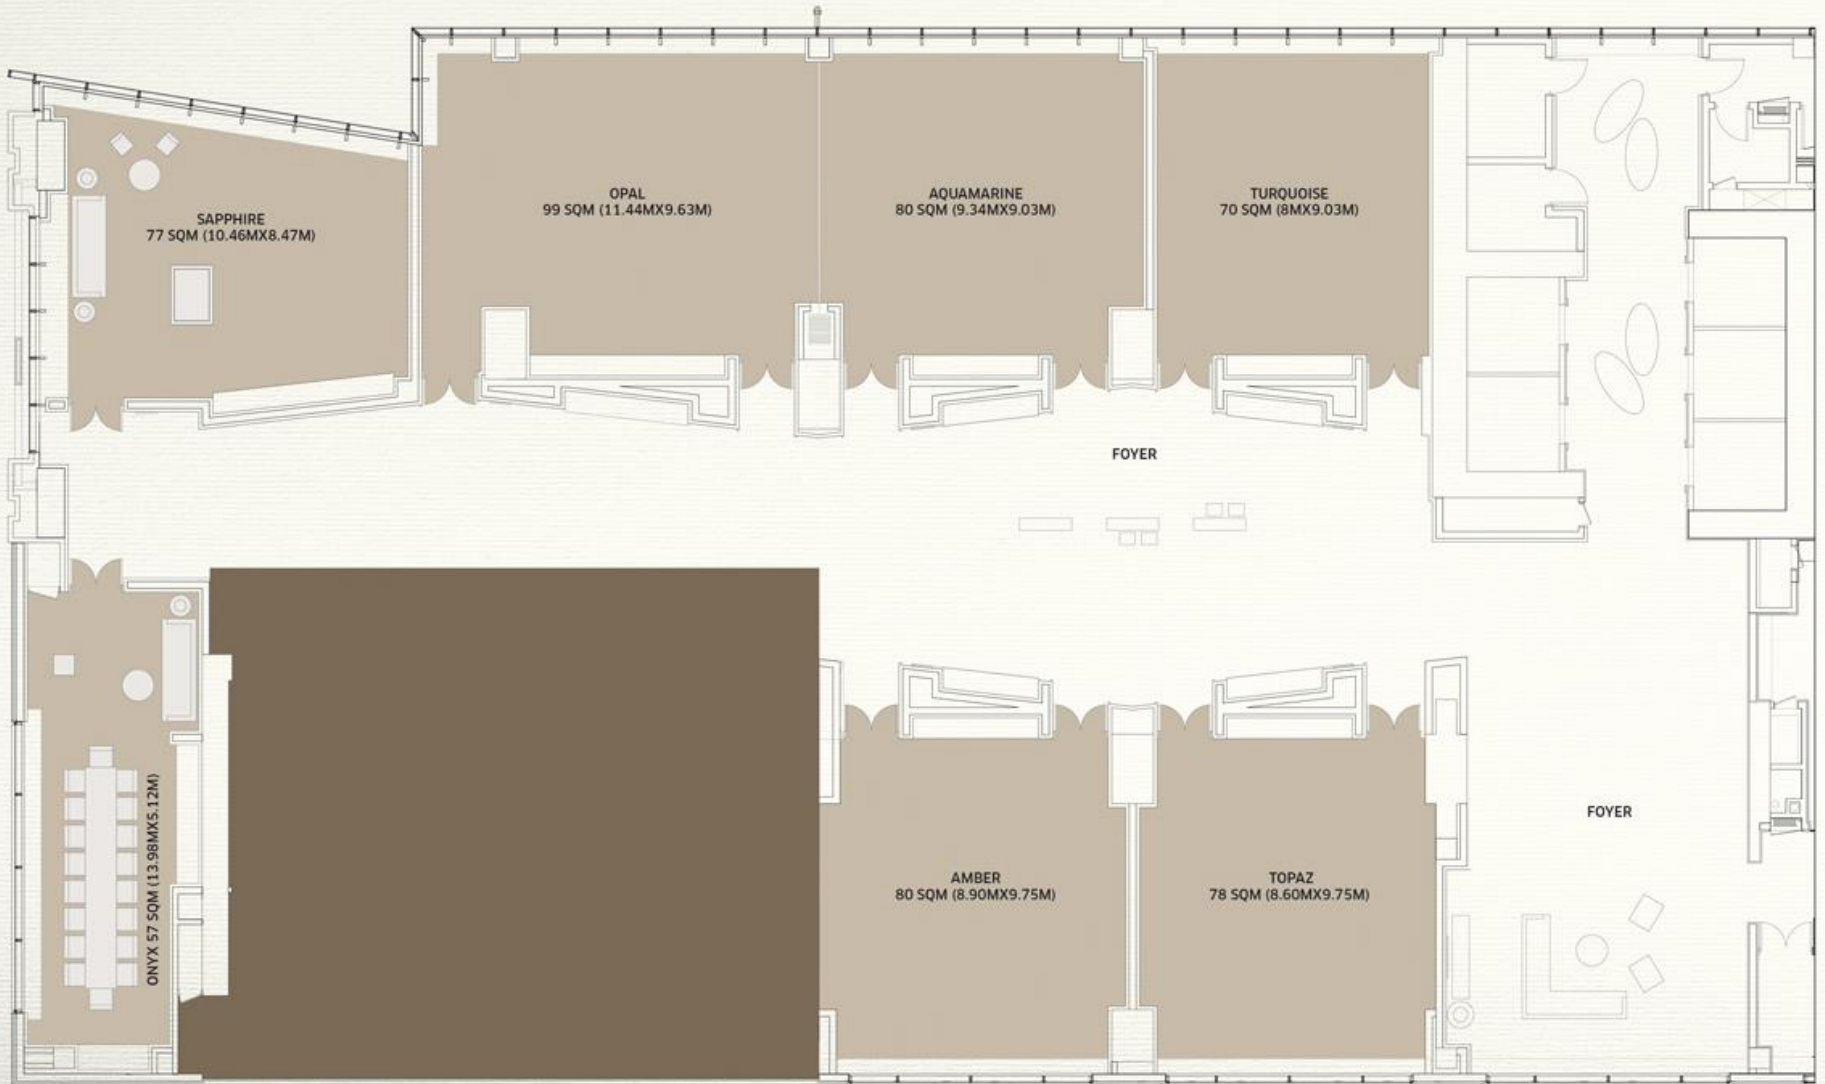 SAPPHIRE
77 SQM (10.46MX8.47M)
OPAL
99 SQM (11.44MX9.63M)
AQUAMARINE
80 SQM (9.34MX9.03M)
TURQUOISE
70 SQM (8MX9.03M)
FOYER
ONYX 57 SQM (13.98MX5.12M)
AMBER
80 SQM (8.90MX9.75M)
TOPAZ
78 SQM (8.60MX9.75M)
FOYER